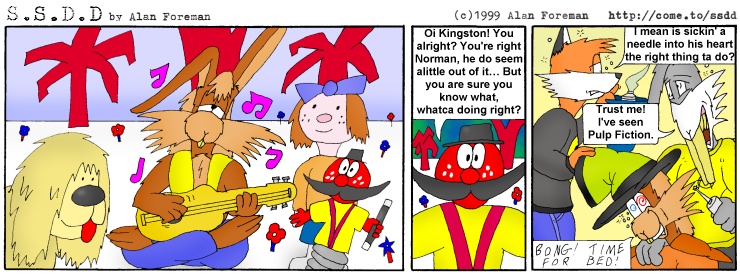 S.S.D.D by Alan Foreman
(c)1999 Alan Foreman http://come.to/ssdd
Oi Kingston! You
alright? You're right
Norman, he do seem
alittle out of it... But
you are sure you
know what,
whatca doing right?
I mean is sickin' a
needle into his heart
the right thing ta do?
Trust me!
I've seen
Pulp Fiction.
BONG! TIME
FOR BED!